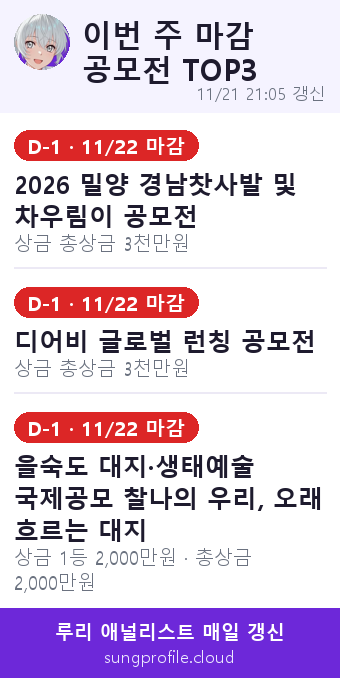 이번 주 마감
공모전 TOP3
11/21 21:05 갱신
D-1 · 11/22 마감
2026 밀양 경남찻사발 및
차우림이 공모전
상금 총상금 3천만원
D-1 · 11/22 마감
디어비 글로벌 런칭 공모전
상금 총상금 3천만원
D-1 · 11/22 마감
을숙도 대지·생태예술
국제공모 찰나의 우리, 오래
흐르는 대지
상금 1등 2,000만원 · 총상금
2,000만원
루리 애널리스트 매일 갱신
sungprofile.cloud